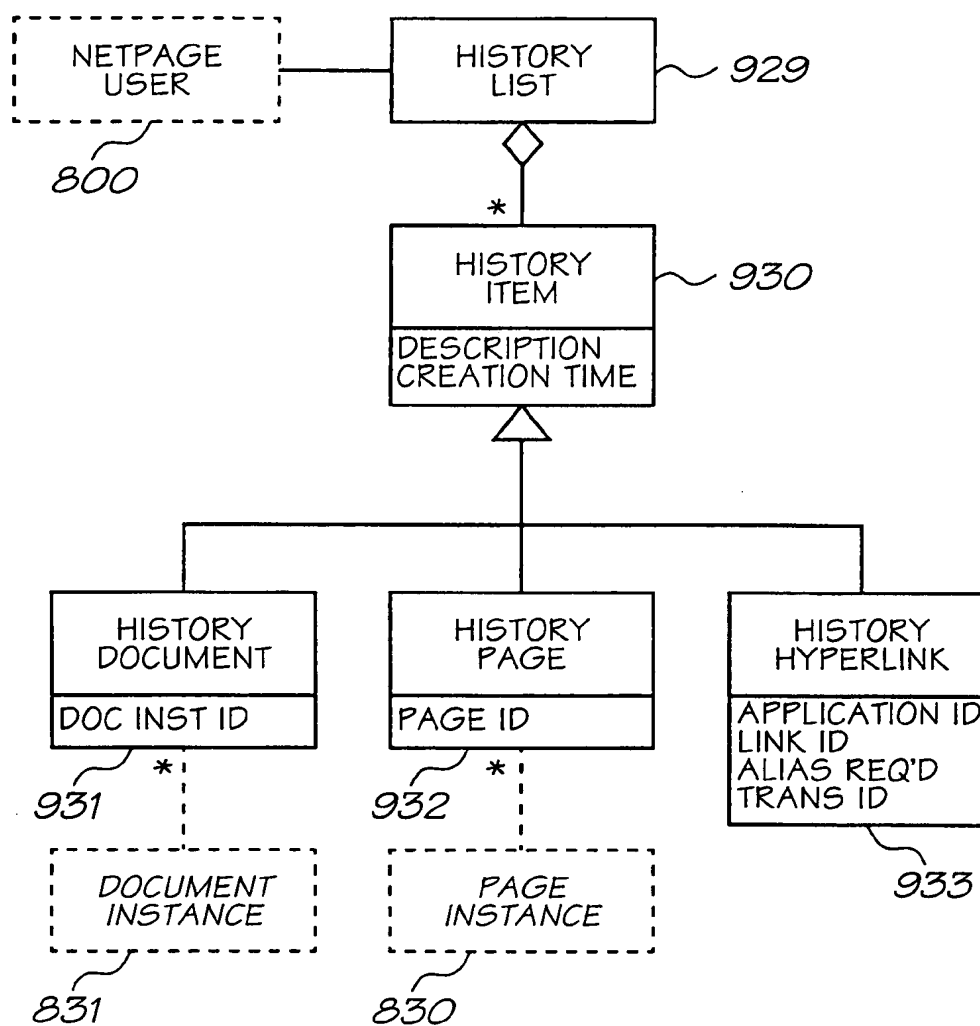 NETPAGE
USER
800
HISTORY
LIST
929
*
HISTORY
ITEM
930
DESCRIPTION
CREATION TIME
HISTORY
DOCUMENT
DOC INST ID
931
*
HISTORY
PAGE
PAGE ID
932
*
HISTORY
HYPERLINK
APPLICATION ID
LINK ID
ALIAS REQ'D
TRANS ID
933
DOCUMENT
INSTANCE
831
PAGE
INSTANCE
830